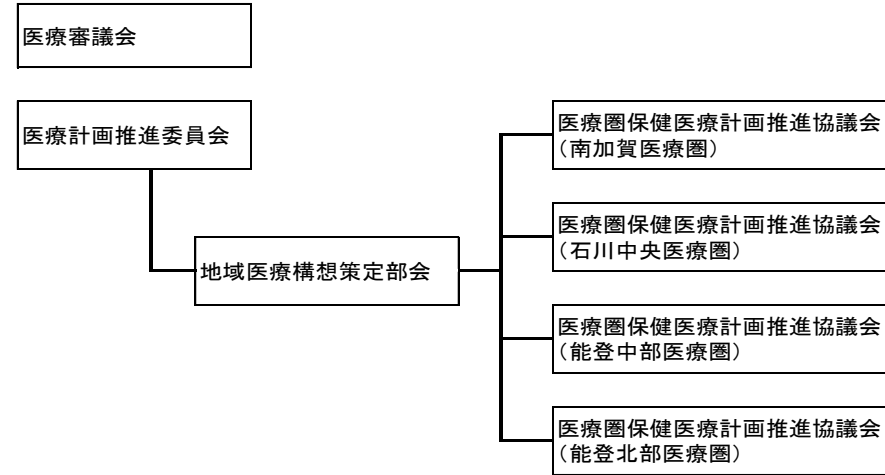 医療審議会
医療計画推進委員会
地域医療構想策定部会
医療圏保健医療計画推進協議会
（南加賀医療圏）
医療圏保健医療計画推進協議会
（石川中央医療圏）
医療圏保健医療計画推進協議会
（能登中部医療圏）
医療圏保健医療計画推進協議会
（能登北部医療圏）